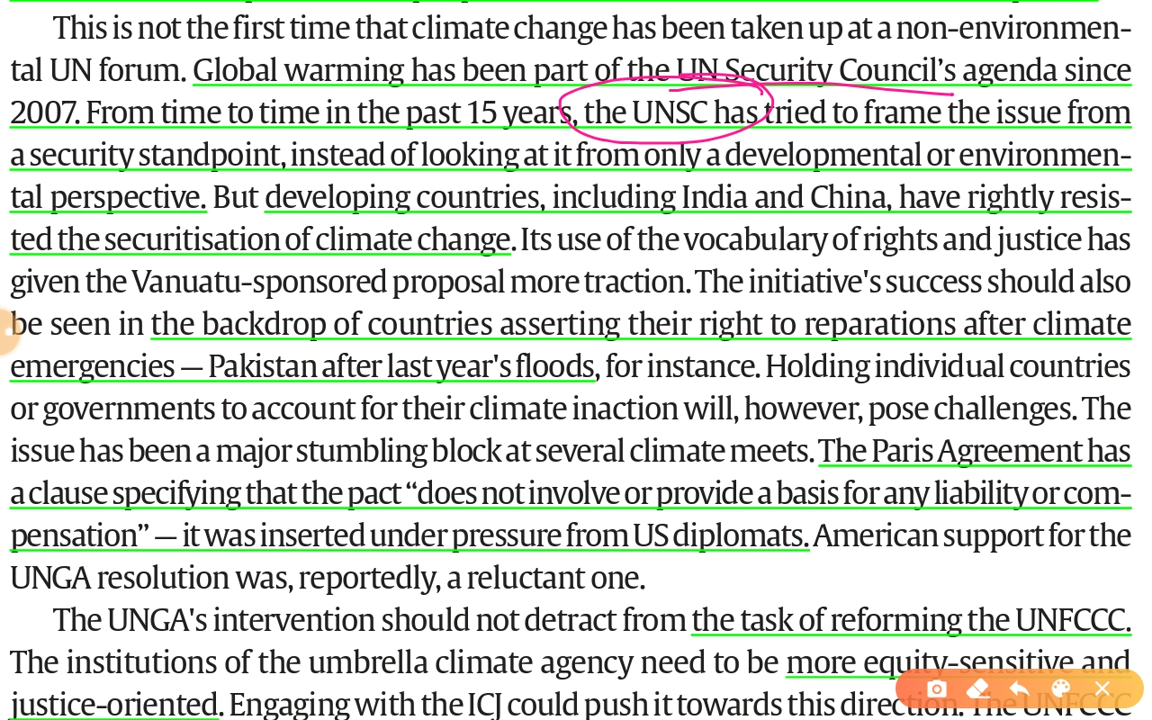 This is not the first time that climate change has been taken up at a non-environmen-
tal UN forum. Global warming has been part of the UN Security Council's agenda since
2007. From time to time in the past 15 years, the UNSC has tried to frame the issue from
a security standpoint, instead of looking at it from only a developmental or environmen-
tal perspective. But developing countries, including India and China, have rightly resis-
ted the securitisation of climate change. Its use of the vocabulary of rights and justice has
given the Vanuatu-sponsored proposal more traction. The initiative's success should also
be seen in the backdrop of countries asserting their right to reparations after climate
emergencies — Pakistan after last year's floods, for instance. Holding individual countries
or governments to account for their climate inaction will, however, pose challenges. The
issue has been a major stumbling block at several climate meets. The Paris Agreement has
a clause specifying that the pact “does not involve or provide a basis for any liability or com-
pensation” — it was inserted under pressure from US diplomats. American support for the
UNGA resolution was, reportedly, a reluctant one.
The UNGA's intervention should not detract from the task of reforming the UNFCCC.
The institutions of the umbrella climate agency need to be more equity-sensitive and
justice-oriented. Engaging with the ICJ could push it towards this direction. The UNFCCC